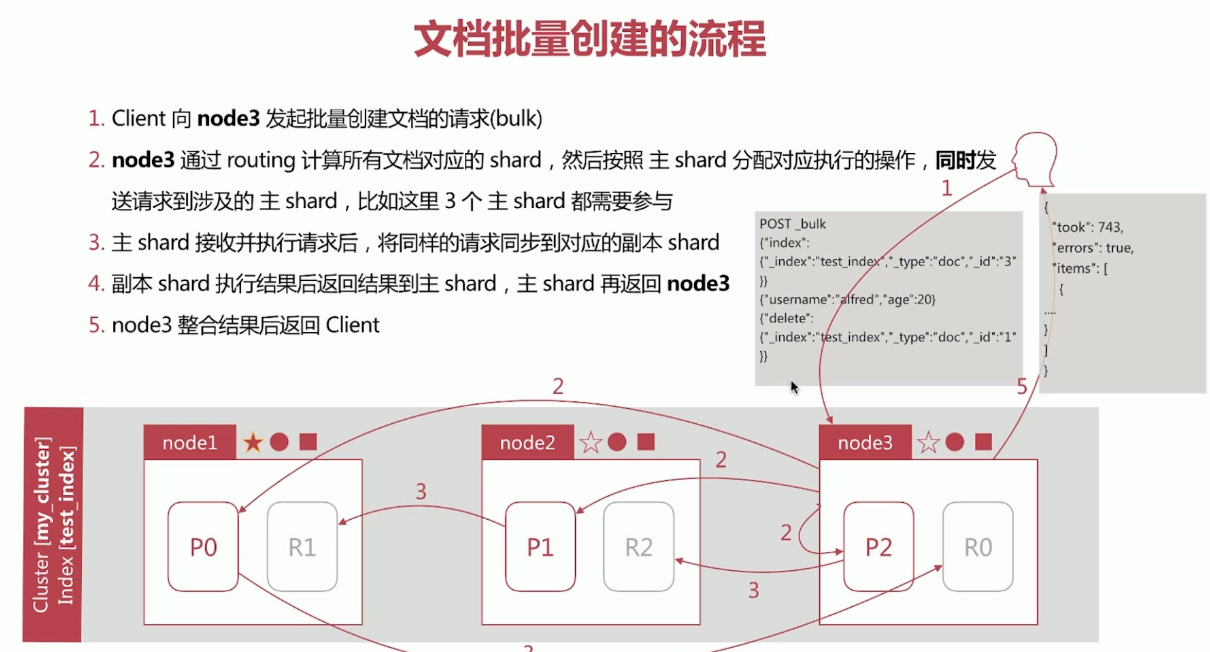 文档批量创建的流程
1. Client 向 node3 发起批量创建文档的请求(bulk)
2. node3 通过 routing 计算所有文档对应的 shard，然后按照 主 shard 分配对应执行的操作，同时发
送请求到涉及的 主 shard，比如这里 3 个 主 shard 都需要参与
3. 主 shard 接收并执行请求后，将同样的请求同步到对应的副本 shard
4. 副本 shard 执行结果后返回结果到主 shard，主 shard 再返回 node3
5. node3 整合结果后返回 Client
1
POST _bulk
{"index":
{"_index":"test_index","_type":"doc","_id":"3"
}}
{"username":"alfred","age":20}
{"delete":
{"_index":"test_index","_type":"doc","_id":"1"
}}
{
"took": 743,
"errors": true,
"items": [
{
....
}
]
}
2
5
Cluster [my_cluster]
Index [test_index]
node1
node2
node3
2
3
2
3
P0
R1
P1
R2
P2
R0